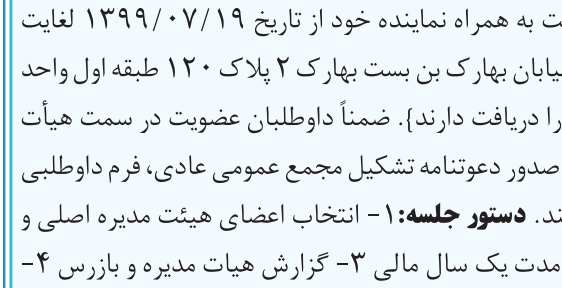 ت به همراه نماینده خود از تاریخ ۱۳۹۹/۰۷/۱۹ لغایت
یابان بهارک بن بست بهارک ۲ پلاک ۱۲۰ طبقه اول واحد
را دریافت دارند}. ضمناً داوطلبان عضویت در سمت هیأت
صدور دعوتنامه تشکیل مجمع عمومی عادی، فرم داوطلبی
ند. دستور جلسه:۱- انتخاب اعضای هیئت مدیره اصلی و
مدت یک سال مالی ۳- گزارش هیات مدیره و بازرس ۴-